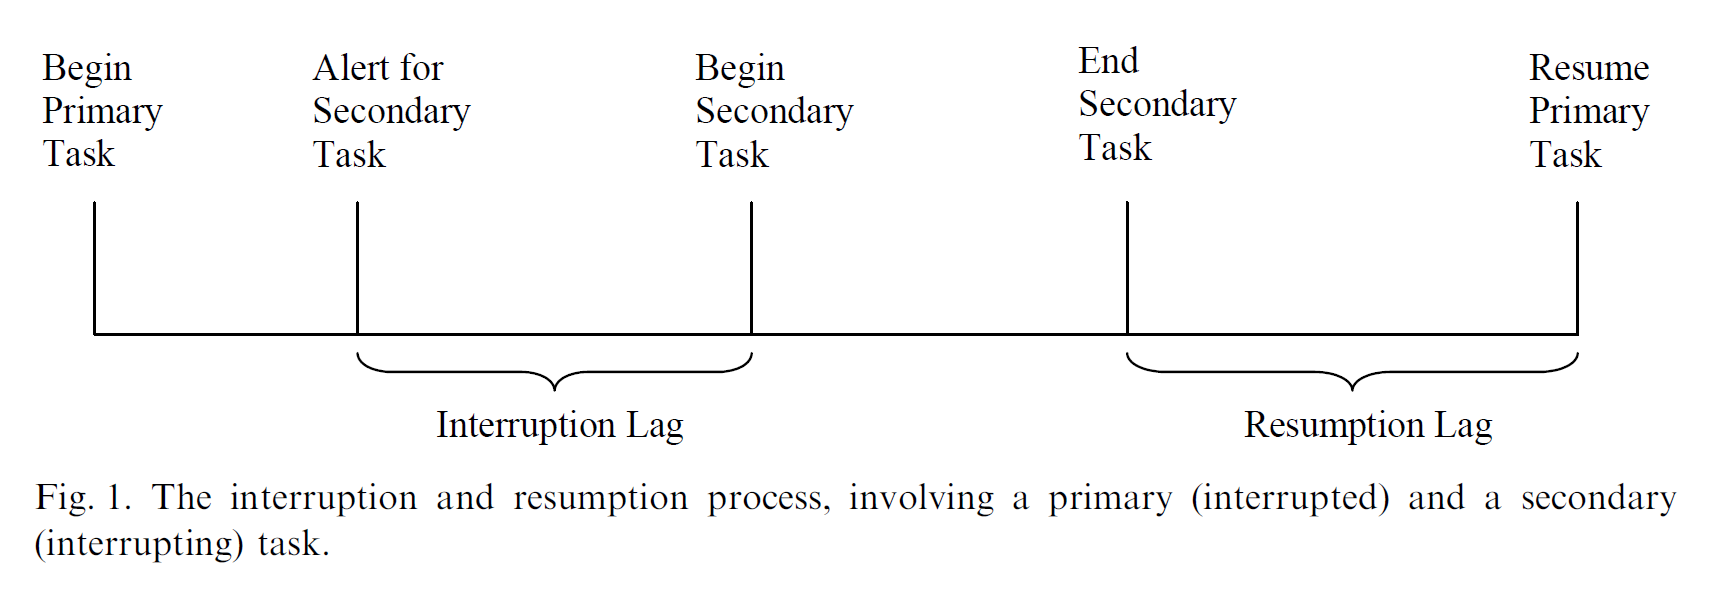 Begin
Primary
Task
Alert for
Secondary
Task
Begin
Secondary
Task
End
Secondary
Task
Resume
Primary
Task
Interruption Lag
Resumption Lag
Fig. 1. The interruption and resumption process, involving a primary (interrupted) and a secondary
(interrupting) task.